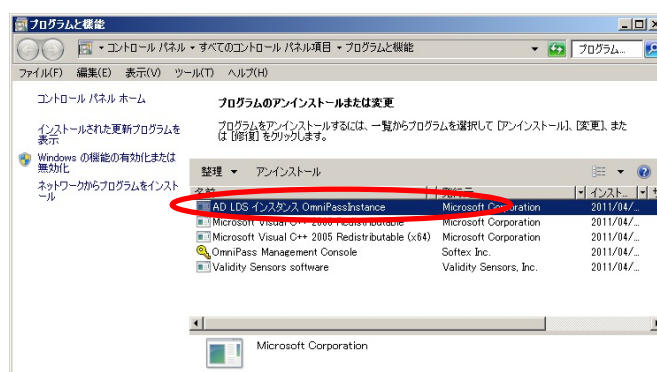 プログラムと機能
コントロール パネル すべてのコントロール パネル項目 プログラムと機能
プログラム...
ファイル(F) 編集(E) 表示(V) ツール(T) ヘルプ(H)
コントロール パネル ホーム
インストールされた更新プログラムを
表示
Windows の機能の有効化または
無効化
ネットワークからプログラムをインスト
ール
プログラムのアンインストールまたは変更
プログラムをアンインストールするには、一覧からプログラムを選択して [アンインストール]、[変更]、また
は [修復] をクリックします。
整理 アンインストール
名前 発行元 インスト... サ
AD LDS インスタンス OmniPassInstance Microsoft Corporation 2011/04/...
Microsoft Visual C++ 2005 Redistributable Microsoft Corporation 2011/04/...
Microsoft Visual C++ 2005 Redistributable (x64) Microsoft Corporation 2011/04/...
OmniPass Management Console Softex Inc. 2011/04/...
Validity Sensors software Validity Sensors, Inc. 2011/04/...
Microsoft Corporation